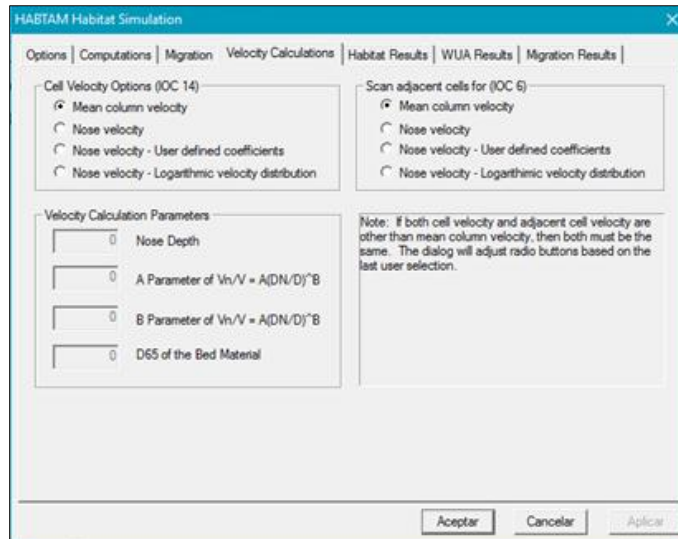 HABTAM Habitat Simulation
Options
Computations
Migration
Velocity Calculations
Habitat Results
WUA Results
Migration Results
Cell Velocity Options (IOC 14)
Mean column velocity
Nose velocity
Nose velocity - User defined coefficients
Nose velocity - Logarithmic velocity distribution
Scan adjacent cells for (IOC 6)
Mean column velocity
Nose velocity
Nose velocity - User defined coefficients
Nose velocity - Logarithmic velocity distribution
Velocity Calculation Parameters
0 Nose Depth
0 A Parameter of Vn/V = A(DN/D)^B
0 B Parameter of Vn/V = A(DN/D)^B
0 D65 of the Bed Material
Note: If both cell velocity and adjacent cell velocity are
other than mean column velocity, then both must be the
same. The dialog will adjust radio buttons based on the
last user selection.
Aceptar
Cancelar
Aplicar